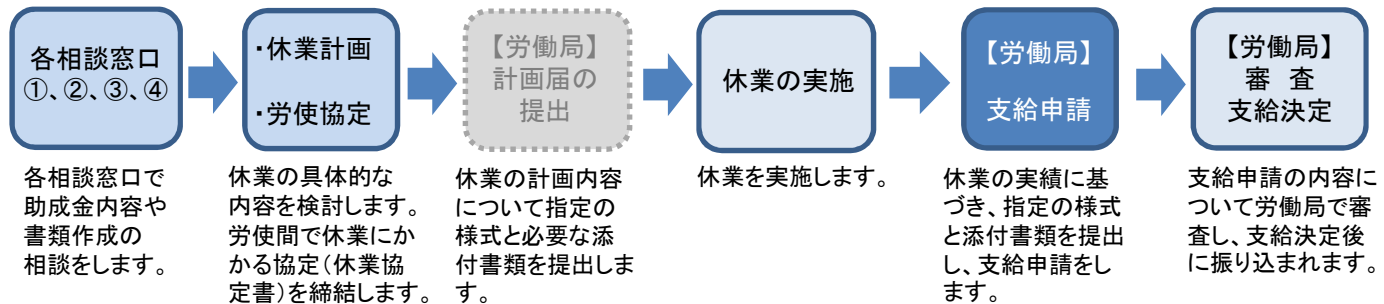 各相談窓口
①、②、③、④
・休業計画
・労使協定
【労働局】
計画届の
提出
休業の実施
【労働局】
支給申請
【労働局】
審　査
支給決定
各相談窓口で
助成金内容や
書類作成の
相談をします。
休業の具体的な
内容を検討します。
労使間で休業にか
かる協定（休業協
定書）を締結します。
休業の計画内容
について指定の
様式と必要な添
付書類を提出しま
す。
休業を実施します。
休業の実績に基
づき、指定の様式
と添付書類を提出
し、支給申請をし
ます。
支給申請の内容に
ついて労働局で審
査し、支給決定後
に振り込まれます。